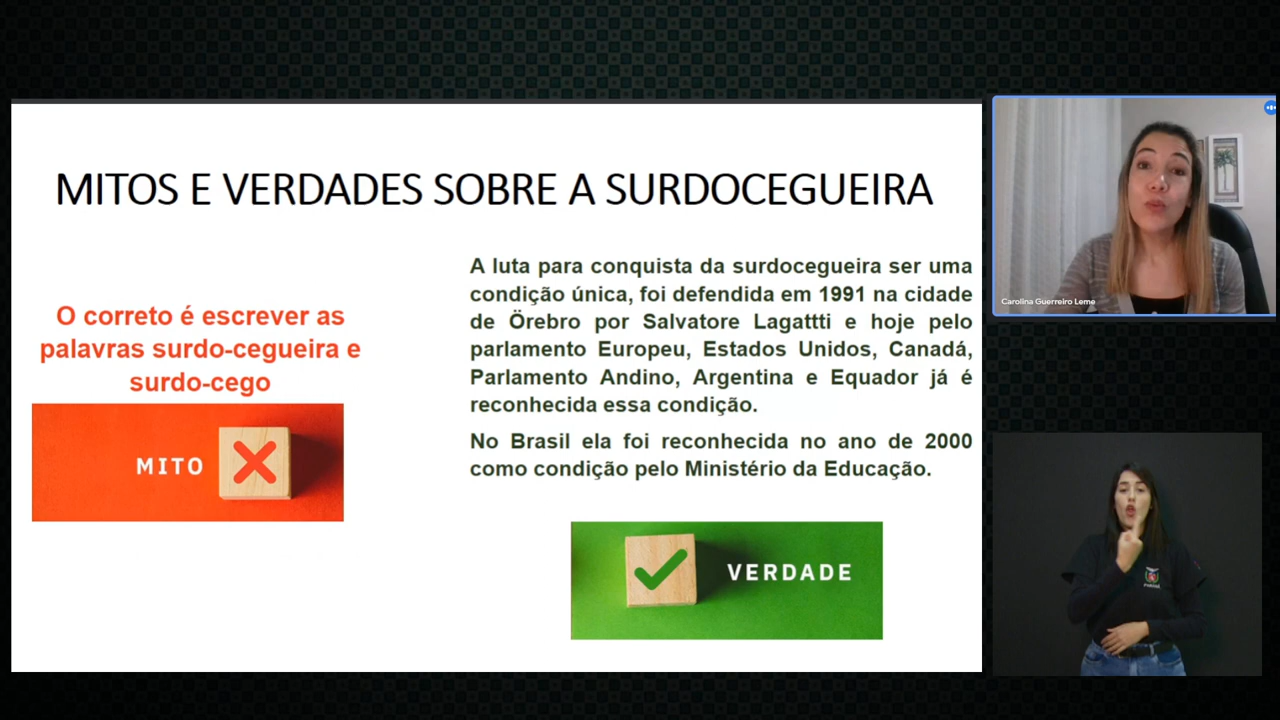 MITOS E VERDADES SOBRE A SURDOCEGUEIRA
O correto é escrever as
palavras surdo-cegueira e
surdo-cego
MITO
A luta para conquista da surdocegueira ser uma
condição única, foi defendida em 1991 na cidade
de Örebro por Salvatore Lagattti e hoje pelo
parlamento Europeu, Estados Unidos, Canadá,
Parlamento Andino, Argentina e Equador já é
reconhecida essa condição.
No Brasil ela foi reconhecida no ano de 2000
como condição pelo Ministério da Educação.
VERDADE
Carolina Guerreiro Leme